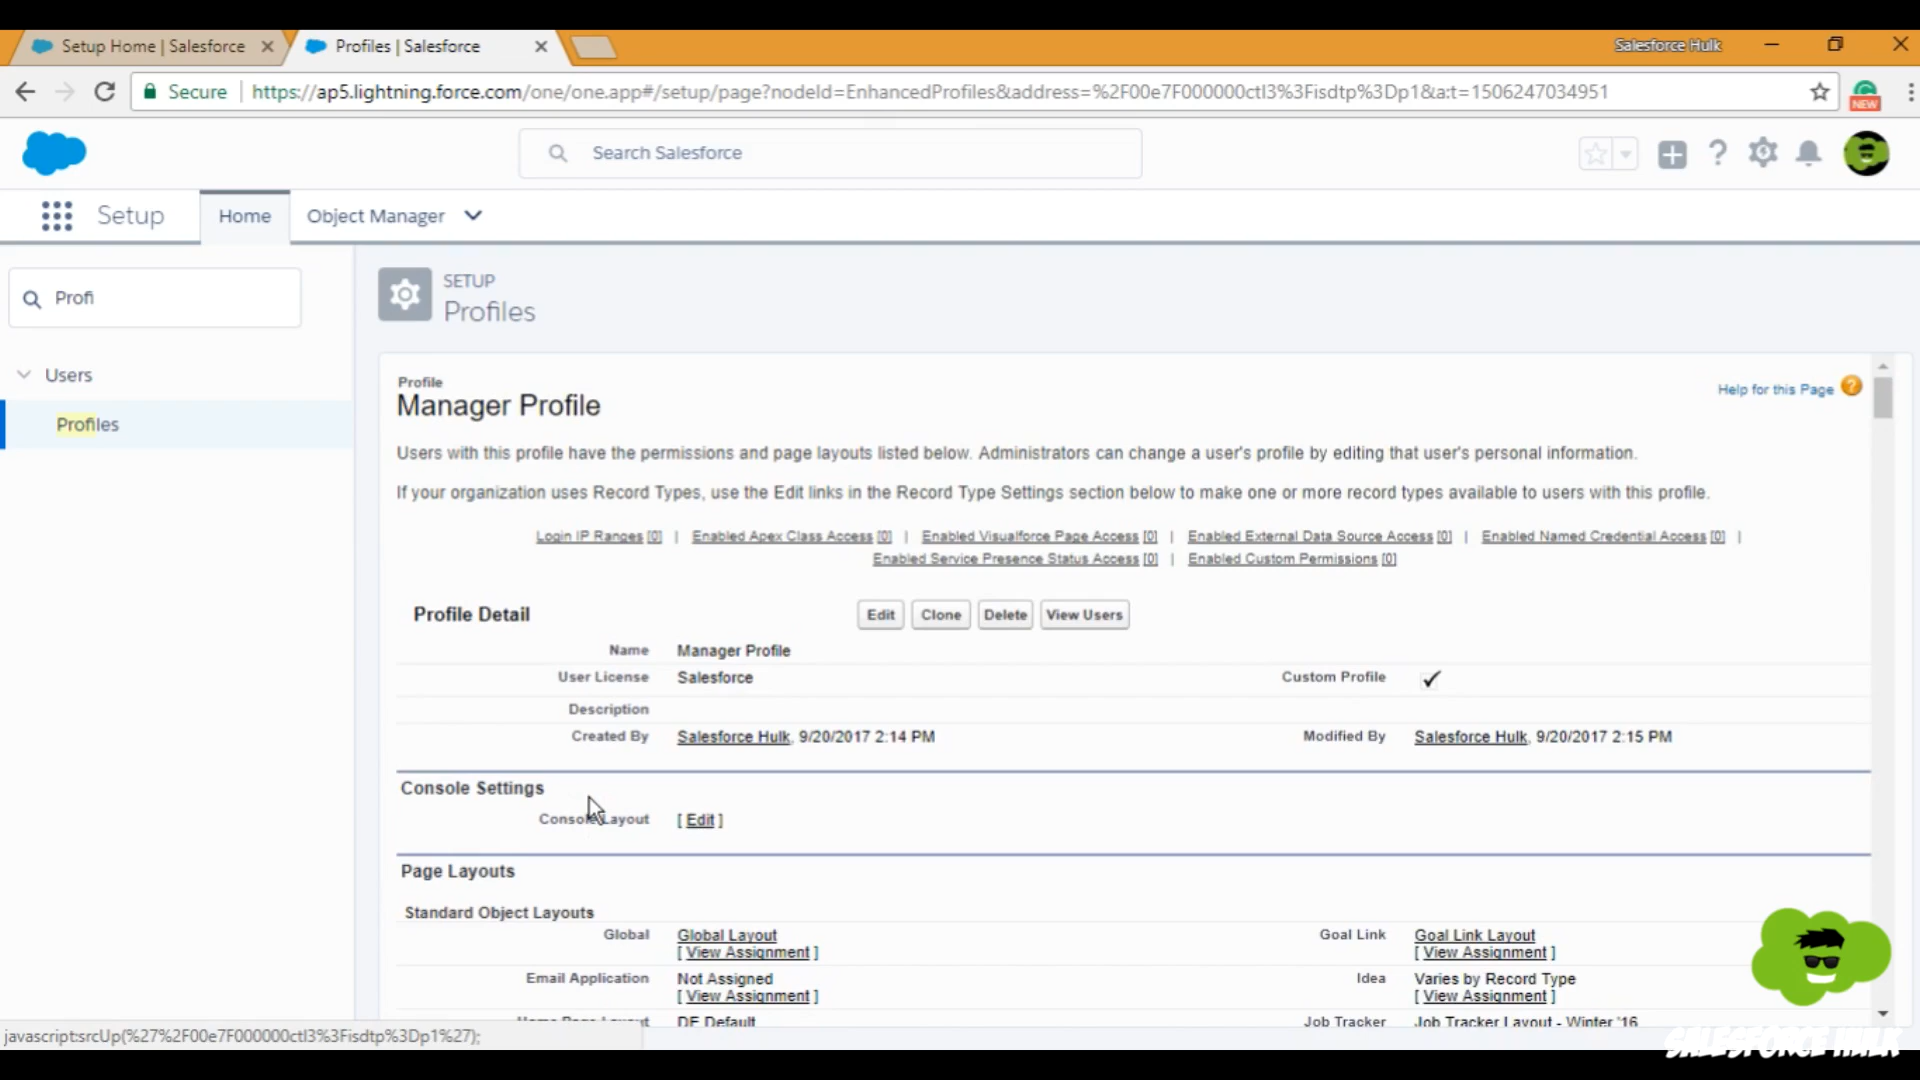 Setup Home | Salesforce
Profiles | Salesforce
Salesforce Hulk
Secure https://ap5.lightning.force.com/one/one.app#/setup/page?nodeId=EnhancedProfiles&address=%2F00e7F000000ctl3%3Fisdtp%3Dp1&a:t=1506247034951
NEW
Search Salesforce
Setup
Home
Object Manager
Profi
Users
Profiles
SETUP
Profiles
Profile
Manager Profile
Help for this Page
Users with this profile have the permissions and page layouts listed below. Administrators can change a user's profile by editing that user's personal information.
If your organization uses Record Types, use the Edit links in the Record Type Settings section below to make one or more record types available to users with this profile.
Login IP Ranges [0] | Enabled Apex Class Access [0] | Enabled Visualforce Page Access [0] | Enabled External Data Source Access [0] | Enabled Named Credential Access [0] |
Enabled Service Presence Status Access [0] | Enabled Custom Permissions [0]
Profile Detail
Edit Clone Delete View Users
Name Manager Profile
User License Salesforce Custom Profile
Description
Created By Salesforce Hulk, 9/20/2017 2:14 PM Modified By Salesforce Hulk, 9/20/2017 2:15 PM
Console Settings
Console Layout [ Edit ]
Page Layouts
Standard Object Layouts
Global Global Layout Goal Link Goal Link Layout
[ View Assignment ] [ View Assignment ]
Email Application Not Assigned Idea Varies by Record Type
[ View Assignment ] [ View Assignment ]
Home Page Layout DE Default Job Tracker Job Tracker Layout - Winter '16
javascript:srcUp(%27%2F00e7F000000ctl3%3Fisdtp%3Dp1%27);
SALESFORCE HULK